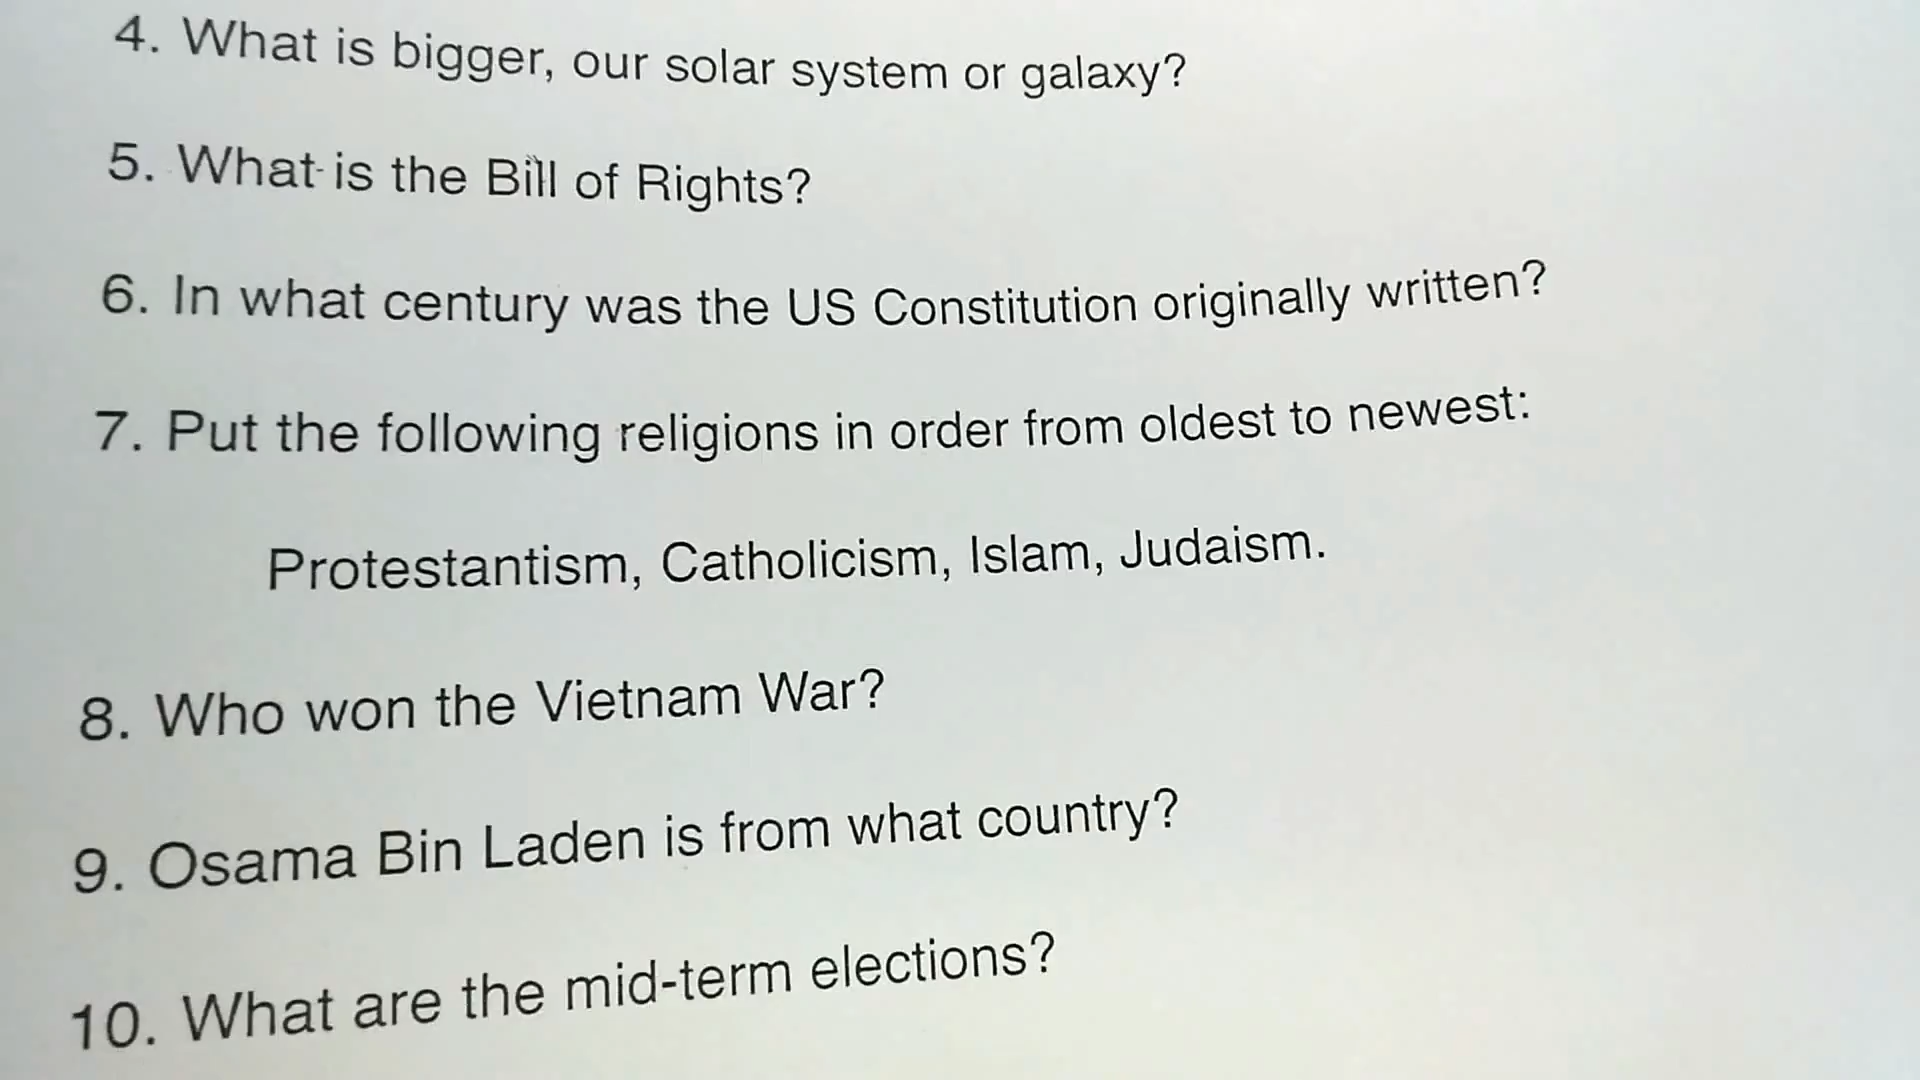 4. What is bigger, our solar system or galaxy?
5. What is the Bill of Rights?
6. In what century was the US Constitution originally written?
7. Put the following religions in order from oldest to newest:
Protestantism, Catholicism, Islam, Judaism.
8. Who won the Vietnam War?
9. Osama Bin Laden is from what country?
10. What are the mid-term elections?